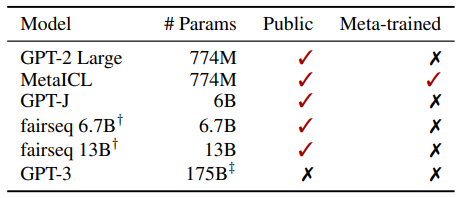 Model # Params Public Meta-trained
GPT-2 Large 774M ✓ ✗
MetaICL 774M ✓ ✓
GPT-J 6B ✓ ✗
fairseq 6.7B† 6.7B ✓ ✗
fairseq 13B† 13B ✓ ✗
GPT-3 175B‡ ✗ ✗